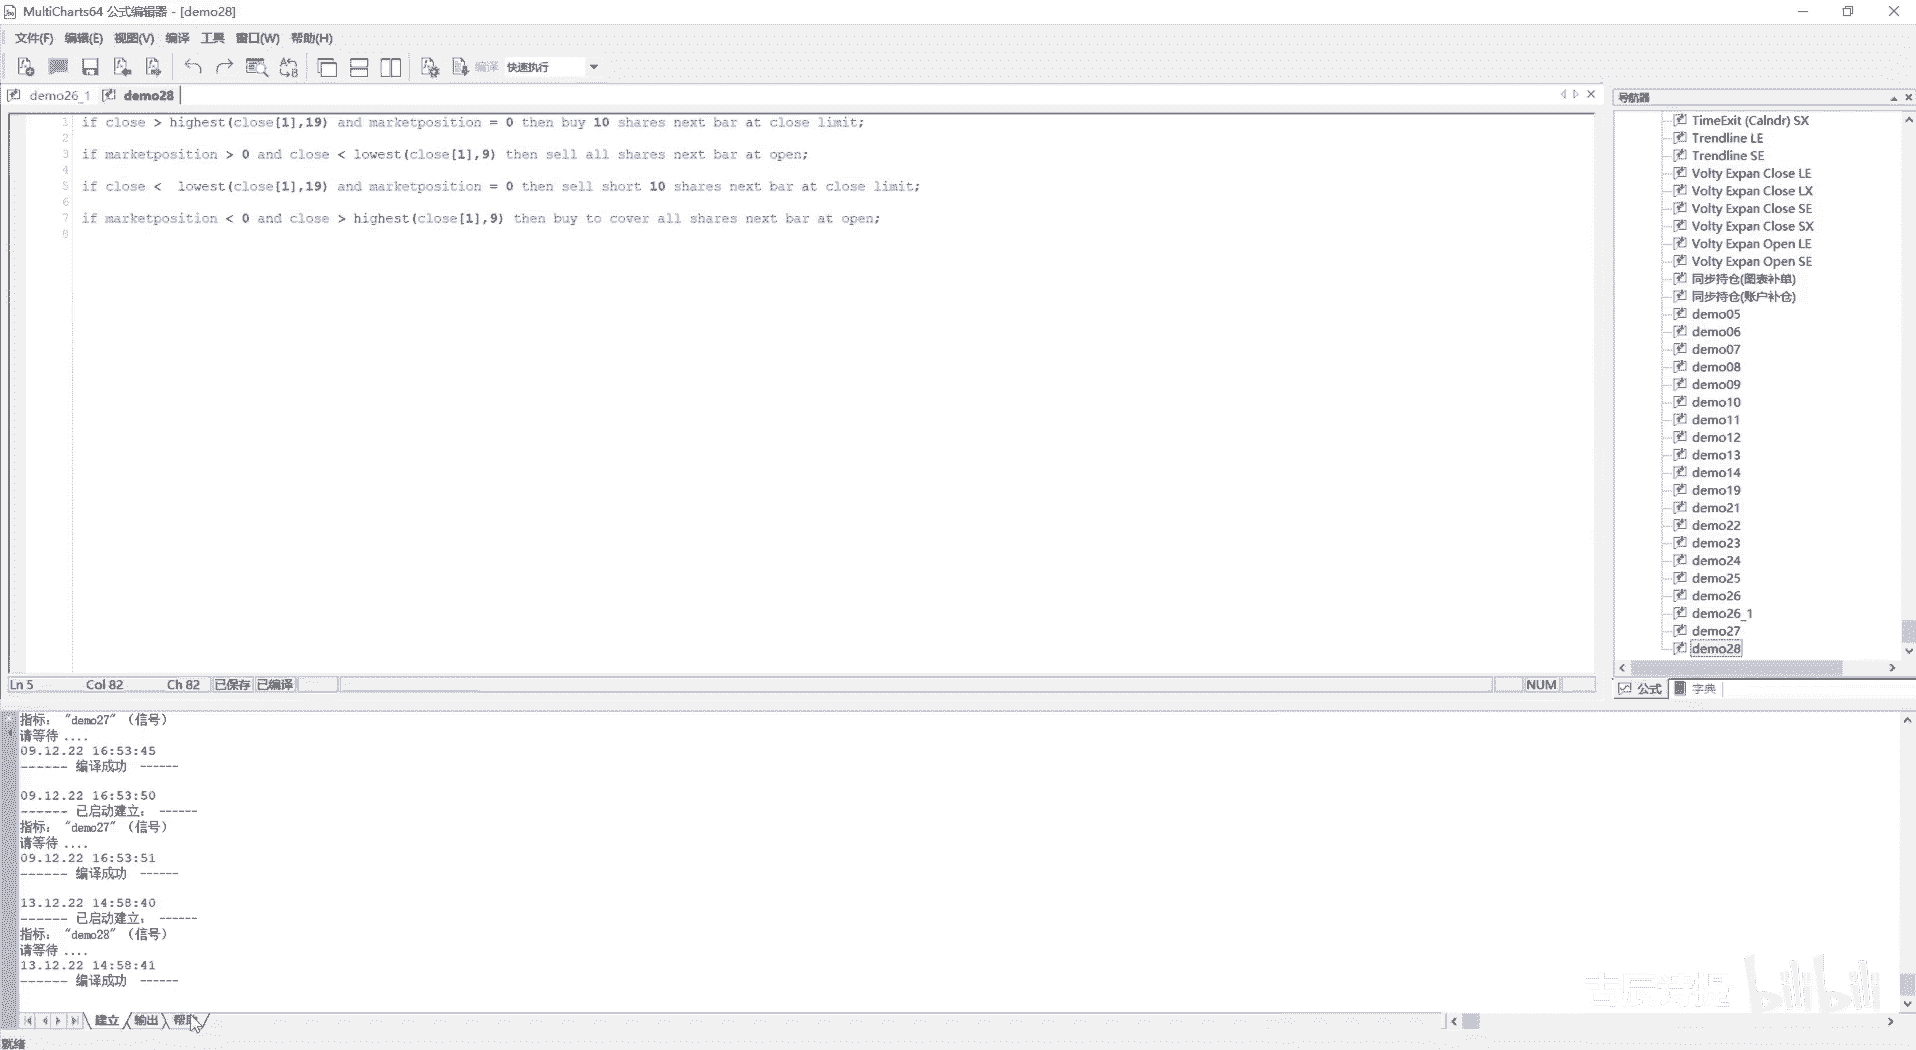 MultiCharts64 公式编辑器 - [demo28]
文件(F) 编辑(E) 视图(V) 编译 工具 窗口(W) 帮助(H)
编译 快速执行
demo26_1 demo28
1 if close > highest(close[1],19) and marketposition = 0 then buy 10 shares next bar at close limit;
2
3 if marketposition > 0 and close < lowest(close[1],9) then sell all shares next bar at open;
4
5 if close <  lowest(close[1],19) and marketposition = 0 then sell short 10 shares next bar at close limit;
6
7 if marketposition < 0 and close > highest(close[1],9) then buy to cover all shares next bar at open;
8
Ln 5 Col 82 Ch 82 已保存 已编译 NUM
导航器
TimeExit (Calndr) SX
Trendline LE
Trendline SE
Volty Expan Close LE
Volty Expan Close LX
Volty Expan Close SE
Volty Expan Close SX
Volty Expan Open LE
Volty Expan Open SE
同步持仓(图表补单)
同步持仓(账户补仓)
demo05
demo06
demo07
demo08
demo09
demo10
demo11
demo12
demo13
demo14
demo19
demo21
demo22
demo23
demo24
demo25
demo26
demo26_1
demo27
demo28
公式 字典
指标: "demo27" (信号)
请等待 ....
09.12.22 16:53:45
------ 编译成功 ------
09.12.22 16:53:50
------ 已启动建立: ------
指标: "demo27" (信号)
请等待 ....
09.12.22 16:53:51
------ 编译成功 ------
13.12.22 14:58:40
------ 已启动建立: ------
指标: "demo28" (信号)
请等待 ....
13.12.22 14:58:41
------ 编译成功 ------
建立 输出 帮助
就绪
bilibili